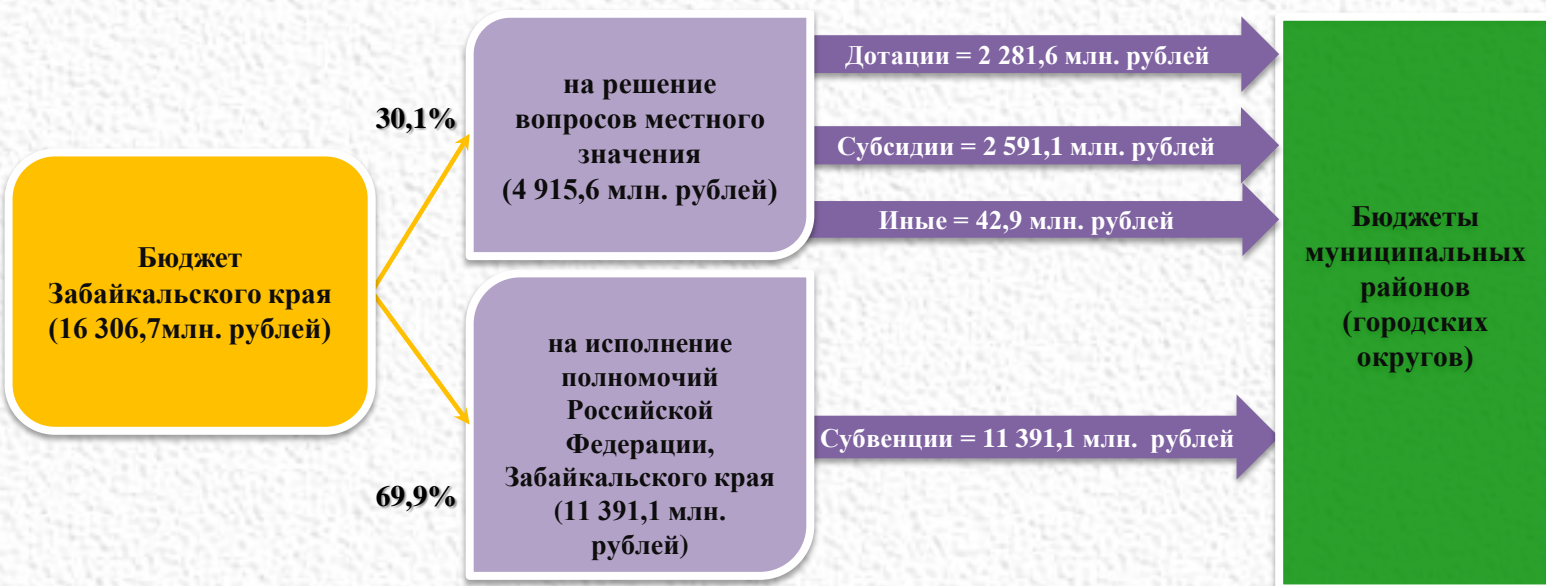 Бюджет
Забайкальского края
(16 306,7млн. рублей)
30,1%
69,9%
на решение
вопросов местного
значения
(4 915,6 млн. рублей)
на исполнение
полномочий
Российской
Федерации,
Забайкальского края
(11 391,1 млн.
рублей)
Дотации = 2 281,6 млн. рублей
Субсидии = 2 591,1 млн. рублей
Иные = 42,9 млн. рублей
Субвенции = 11 391,1 млн.  рублей
Бюджеты
муниципальных
районов
(городских
округов)